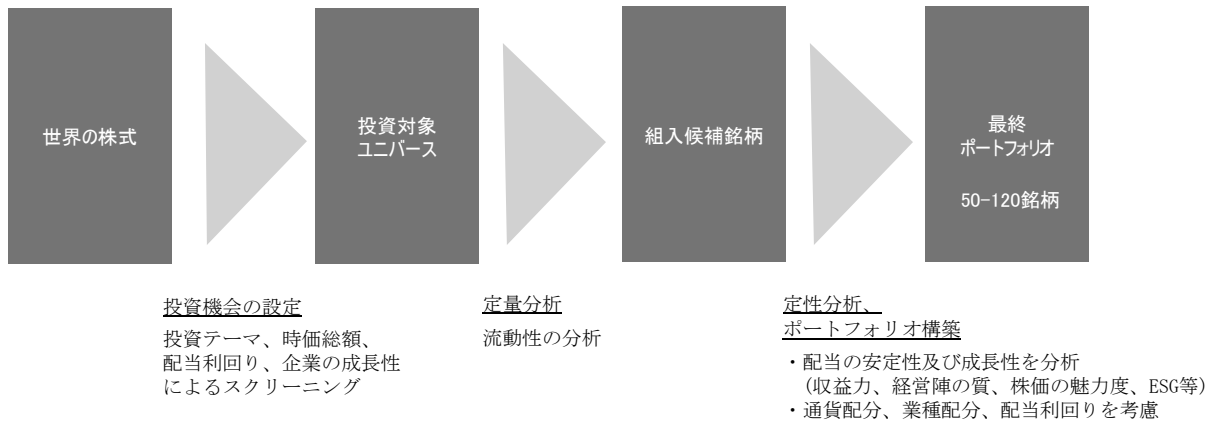 世界の株式
投資対象
ユニバース
組入候補銘柄
最終
ポートフォリオ
50-120銘柄
投資機会の設定
投資テーマ、時価総額、
配当利回り、企業の成長性
によるスクリーニング
定量分析
流動性の分析
定性分析、
ポートフォリオ構築
・配当の安定性及び成長性を分析
(収益力、経営陣の質、株価の魅力度、ESG等)
・通貨配分、業種配分、配当利回りを考慮